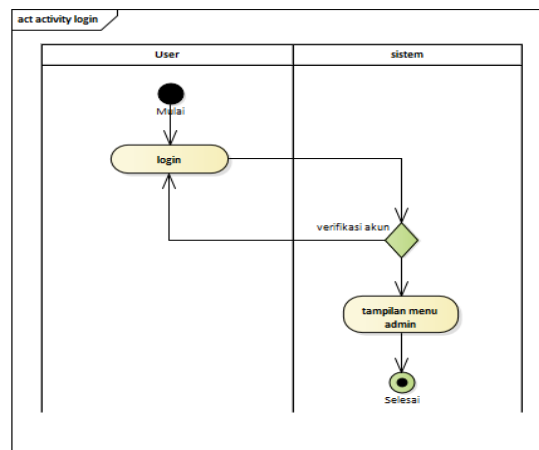 act activity login
User
sistem
Mulai
login
verifikasi akun
tampilan menu
admin
Selesai